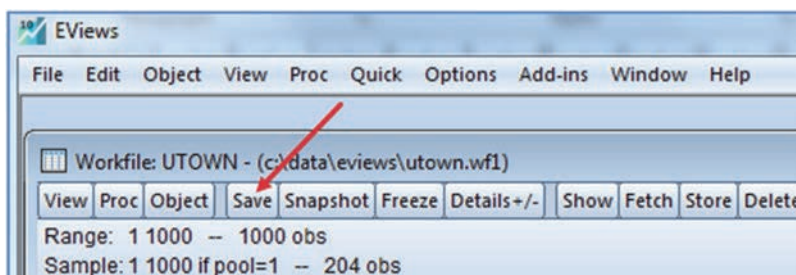 10 EViews
File Edit Object View Proc Quick Options Add-ins Window Help
Workfile: UTOWN - (c:\data\eviews\utown.wf1)
View Proc Object Save Snapshot Freeze Details+/- Show Fetch Store Delete
Range: 1 1000 -- 1000 obs
Sample: 1 1000 if pool=1 -- 204 obs